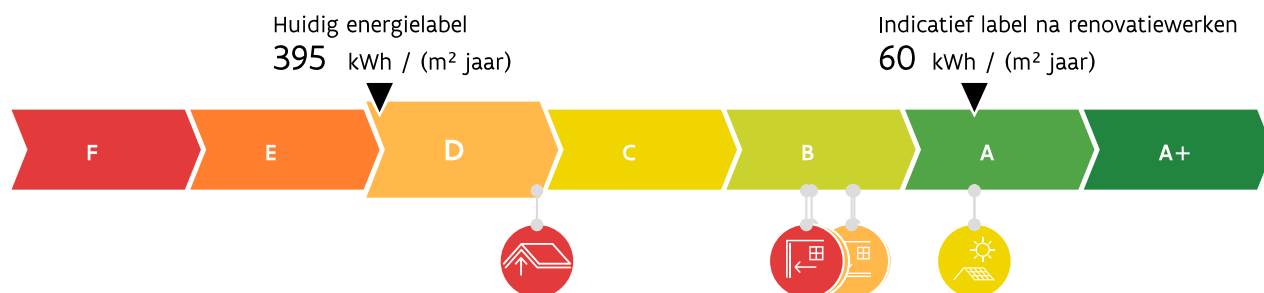 Huidig energielabel
395 kWh / (m² jaar)
Indicatief label na renovatiewerken
60 kWh / (m² jaar)
F E D C B A A+